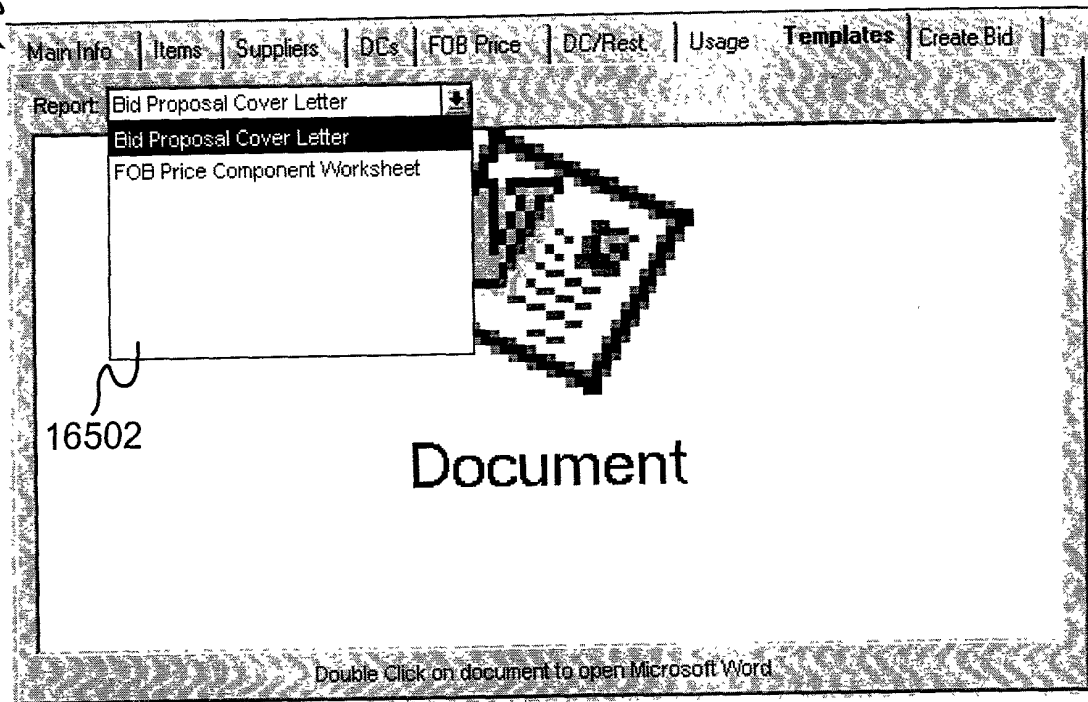 Main Info Items Suppliers DCs FOB Price DC/Rest. Usage Templates Create Bid
Report: Bid Proposal Cover Letter
Bid Proposal Cover Letter
FOB Price Component Worksheet
16502
Document
Double Click on document to open Microsoft Word